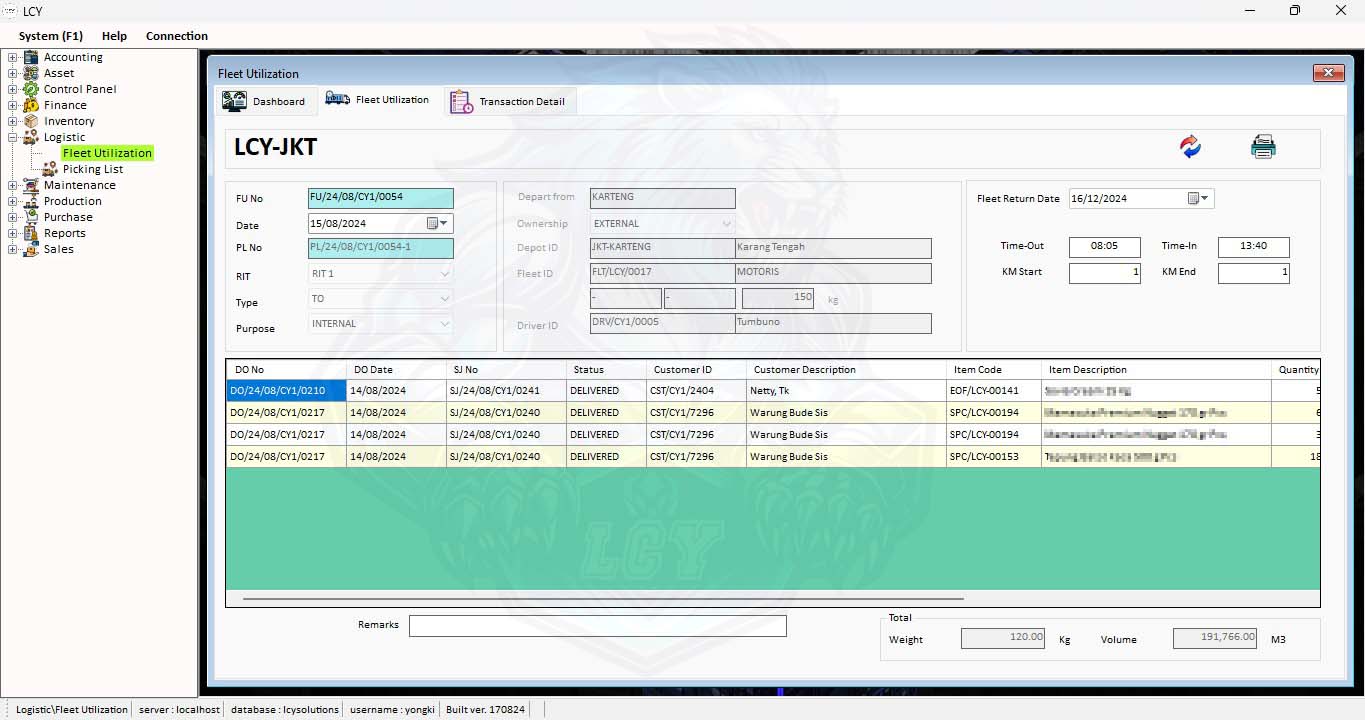 LCY
System (F1) Help Connection
Accounting
Asset
Control Panel
Finance
Inventory
Logistic
Fleet Utilization
Picking List
Maintenance
Production
Purchase
Reports
Sales
Fleet Utilization
Dashboard Fleet Utilization Transaction Detail
LCY-JKT
FU No FU/24/08/CY1/0054
Date 15/08/2024
PL No PL/24/08/CY1/0054-1
RIT RIT 1
Type TO
Purpose INTERNAL
Depart from KARTENG
Ownership EXTERNAL
Depot ID JKT-KARTENG Karang Tengah
Fleet ID FLT/LCY/0017 MOTORIS
- - 150 kg
Driver ID DRV/CY1/0005 Tumbuno
Fleet Return Date 16/12/2024
Time-Out 08:05 Time-In 13:40
KM Start 1 KM End 1
DO No DO Date SJ No Status Customer ID Customer Description Item Code Item Description Quantity
DO/24/08/CY1/0210 14/08/2024 SJ/24/08/CY1/0241 DELIVERED CST/CY1/2404 Netty, Tk EOF/LCY-00141 5
DO/24/08/CY1/0217 14/08/2024 SJ/24/08/CY1/0240 DELIVERED CST/CY1/7296 Warung Bude Sis SPC/LCY-00194 6
DO/24/08/CY1/0217 14/08/2024 SJ/24/08/CY1/0240 DELIVERED CST/CY1/7296 Warung Bude Sis SPC/LCY-00194 3
DO/24/08/CY1/0217 14/08/2024 SJ/24/08/CY1/0240 DELIVERED CST/CY1/7296 Warung Bude Sis SPC/LCY-00153 18
LCY
Remarks
Total
Weight 120.00 Kg Volume 191,766.00 M3
Logistic\Fleet Utilization server : localhost database : lcysolutions username : yongki Built ver. 170824